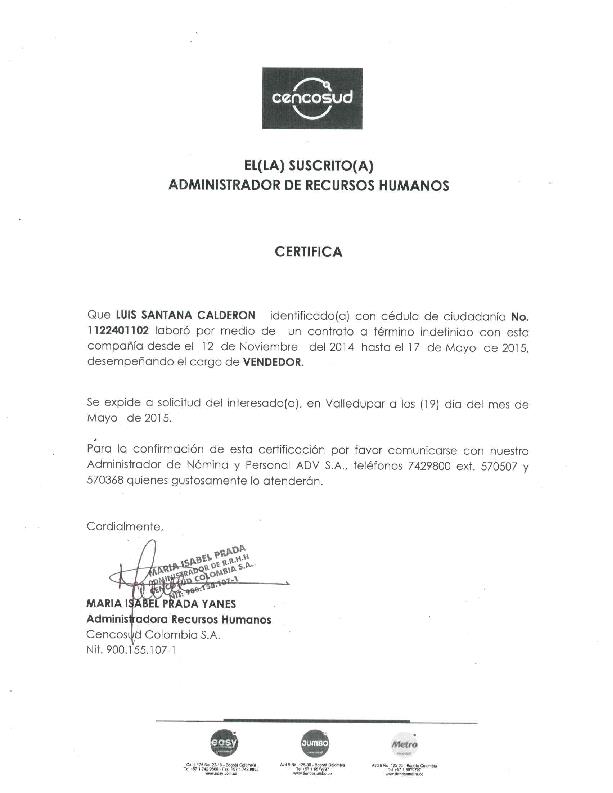 cencosud
EL(LA) SUSCRITO(A)
ADMINISTRADOR DE RECURSOS HUMANOS
CERTIFICA
Que LUIS SANTANA CALDERON identificado(a) con cédula de ciudadanía No.
1122401102 laboró por medio de un contrato a término indefinido con esta
compañía desde el 12 de Noviembre del 2014 hasta el 17 de Mayo de 2015,
desempeñando el cargo de VENDEDOR.
Se expide a solicitud del interesado(a), en Valledupar a los (19) día del mes de
Mayo de 2015.
Para la confirmación de esta certificación por favor comunicarse con nuestro
Administrador de Nómina y Personal ADV S.A., teléfonos 7429800 ext. 570507 y
570368 quienes gustosamente lo atenderán.
Cordialmente,
MARIA ISABEL PRADA
ADMINISTRADOR DE R.R.H.H
CENCOSUD COLOMBIA S.A.
NIT. 900.155.107-1
MARIA ISABEL PRADA YANES
Administradora Recursos Humanos
Cencosud Colombia S.A.
Nit. 900.155.107-1
easy JUMBO Metro